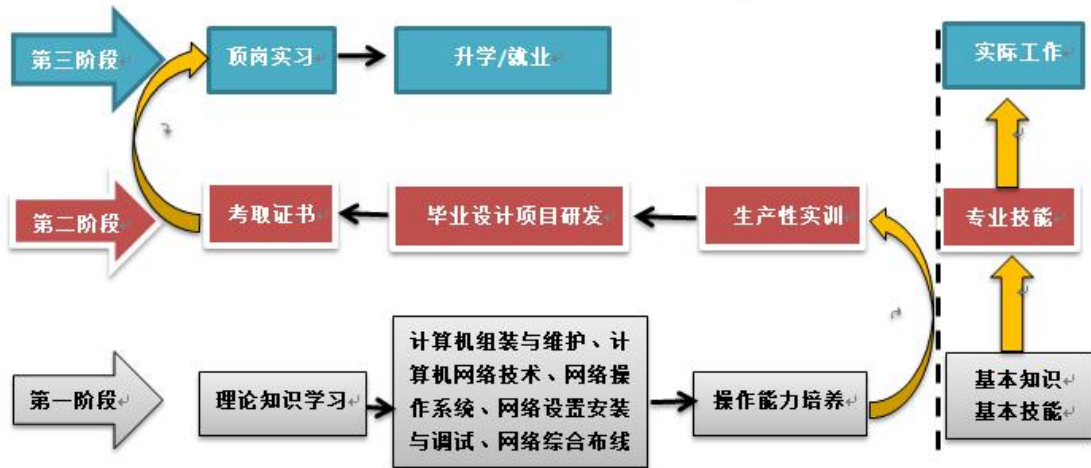 第三阶段
顶岗实习
升学/就业
实际工作
第二阶段
考取证书
毕业设计项目研发
生产性实训
专业技能
第一阶段
理论知识学习
计算机组装与维护、计
算机网络技术、网络操
作系统、网络设置安装
与调试、网络综合布线
操作能力培养
基本知识
基本技能